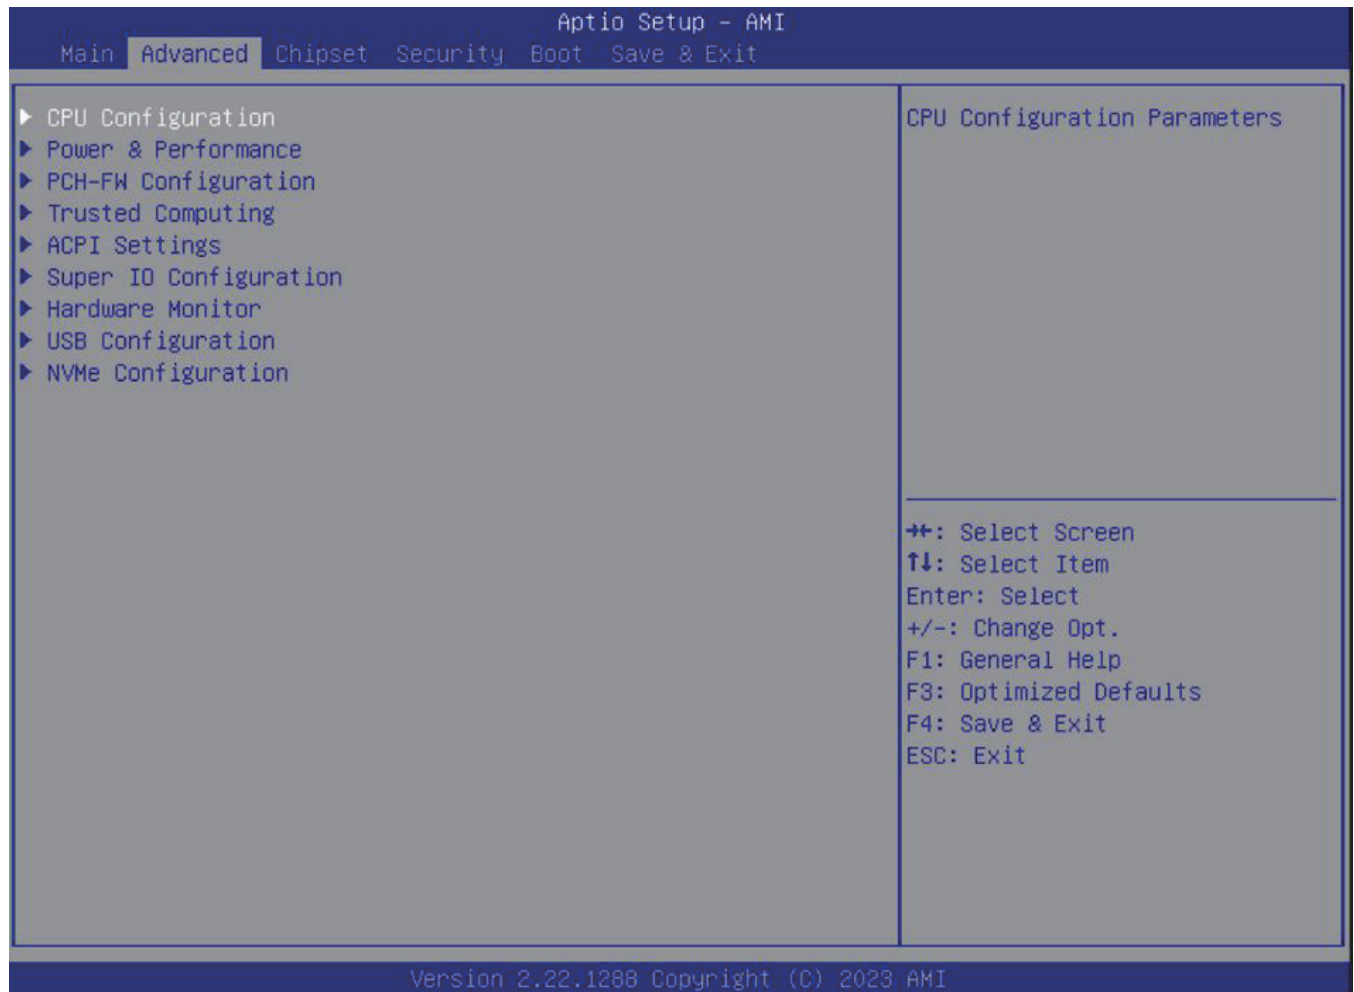 Aptio Setup - AMI
Main Advanced Chipset Security Boot Save & Exit
CPU Configuration
Power & Performance
PCH-FW Configuration
Trusted Computing
ACPI Settings
Super IO Configuration
Hardware Monitor
USB Configuration
NVMe Configuration
CPU Configuration Parameters
→←: Select Screen
↑↓: Select Item
Enter: Select
+/-: Change Opt.
F1: General Help
F3: Optimized Defaults
F4: Save & Exit
ESC: Exit
Version 2.22.1288 Copyright (C) 2023 AMI